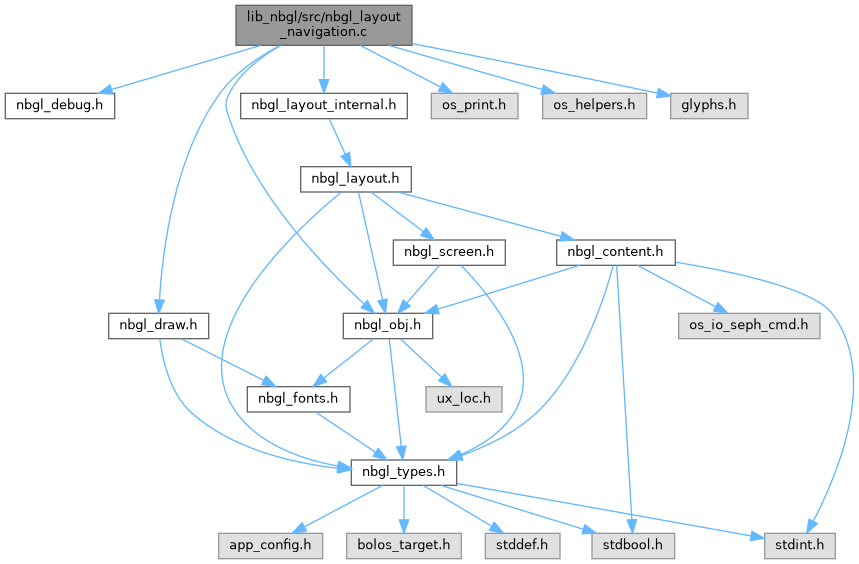 lib_nbgl/src/nbgl_layout
_navigation.c
nbgl_debug.h
nbgl_layout_internal.h
os_print.h
os_helpers.h
glyphs.h
nbgl_layout.h
nbgl_screen.h
nbgl_content.h
nbgl_draw.h
nbgl_obj.h
os_io_seph_cmd.h
nbgl_fonts.h
ux_loc.h
nbgl_types.h
app_config.h
bolos_target.h
stddef.h
stdbool.h
stdint.h